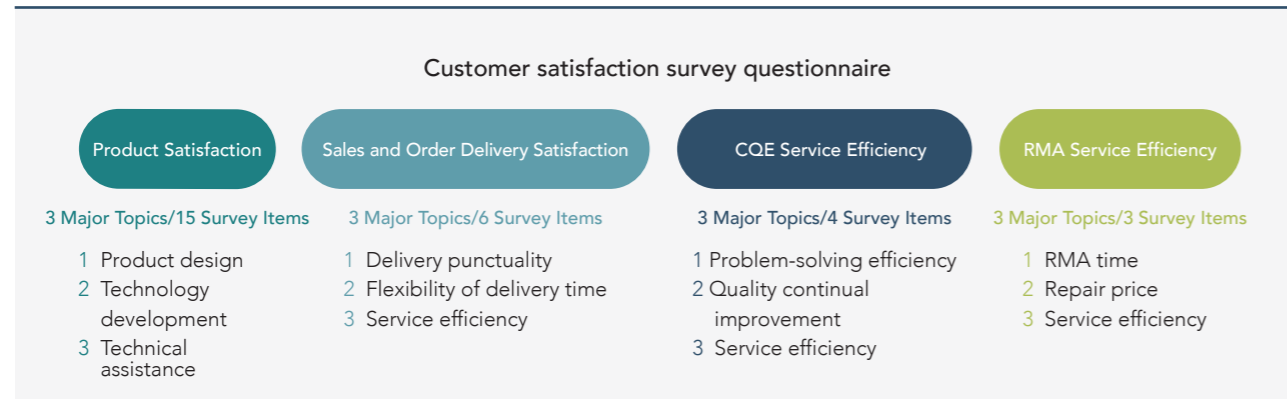 Customer satisfaction survey questionnaire
Product Satisfaction
3 Major Topics/15 Survey Items
1 Product design
2 Technology
development
3 Technical
assistance
Sales and Order Delivery Satisfaction
3 Major Topics/6 Survey Items
1 Delivery punctuality
2 Flexibility of delivery time
3 Service efficiency
CQE Service Efficiency
3 Major Topics/4 Survey Items
1 Problem-solving efficiency
2 Quality continual
improvement
3 Service efficiency
RMA Service Efficiency
3 Major Topics/3 Survey Items
1 RMA time
2 Repair price
3 Service efficiency